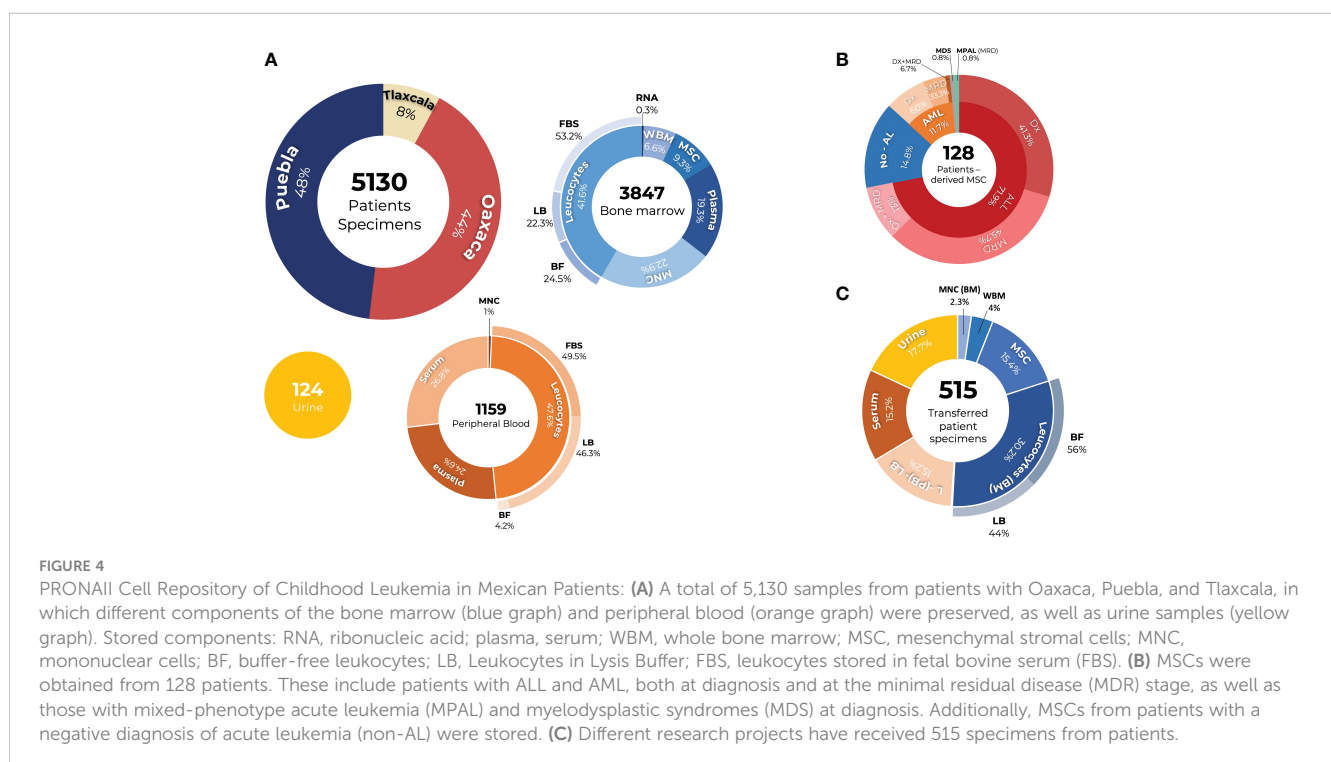 A
Tlaxcala
8%
Puebla
48%
Oaxaca
44%
5130
Patients
Specimens
RNA
0.3%
FBS
53.2%
WBM
6.6%
MSC
9.3%
Plasma
19.3%
MNC
22.9%
Leucocytes
41.6%
LB
22.3%
BF
24.5%
3847
Bone marrow
124
Urine
MNC
1%
FBS
49.5%
Leucocytes
47.6%
LB
46.3%
BF
4.2%
Plasma
24.6%
Serum
26.8%
1159
Peripheral Blood
B
MDS
0.8%
MPAL (MRD)
0.8%
DX+MRD
6.7%
MRD
33.3%
DX
60%
AML
11.7%
No - AL
14.8%
Dx
41.3%
ALL
71.9%
MRD
45.7%
Dx - MRD
13%
128
Patients –
derived MSC
C
MNC (BM)
2.3%
WBM
4%
MSC
15.4%
Urine
17.7%
Serum
15.2%
L-(PB)-LB
15.2%
Leucocytes (BM)
30.2%
BF
56%
LB
44%
515
Transferred
patient
specimens
FIGURE 4
PRONAII Cell Repository of Childhood Leukemia in Mexican Patients: (A) A total of 5,130 samples from patients with Oaxaca, Puebla, and Tlaxcala, in
which different components of the bone marrow (blue graph) and peripheral blood (orange graph) were preserved, as well as urine samples (yellow
graph). Stored components: RNA, ribonucleic acid; plasma, serum; WBM, whole bone marrow; MSC, mesenchymal stromal cells; MNC,
mononuclear cells; BF, buffer-free leukocytes; LB, Leukocytes in Lysis Buffer; FBS, leukocytes stored in fetal bovine serum (FBS). (B) MSCs were
obtained from 128 patients. These include patients with ALL and AML, both at diagnosis and at the minimal residual disease (MDR) stage, as well as
those with mixed-phenotype acute leukemia (MPAL) and myelodysplastic syndromes (MDS) at diagnosis. Additionally, MSCs from patients with a
negative diagnosis of acute leukemia (non-AL) were stored. (C) Different research projects have received 515 specimens from patients.